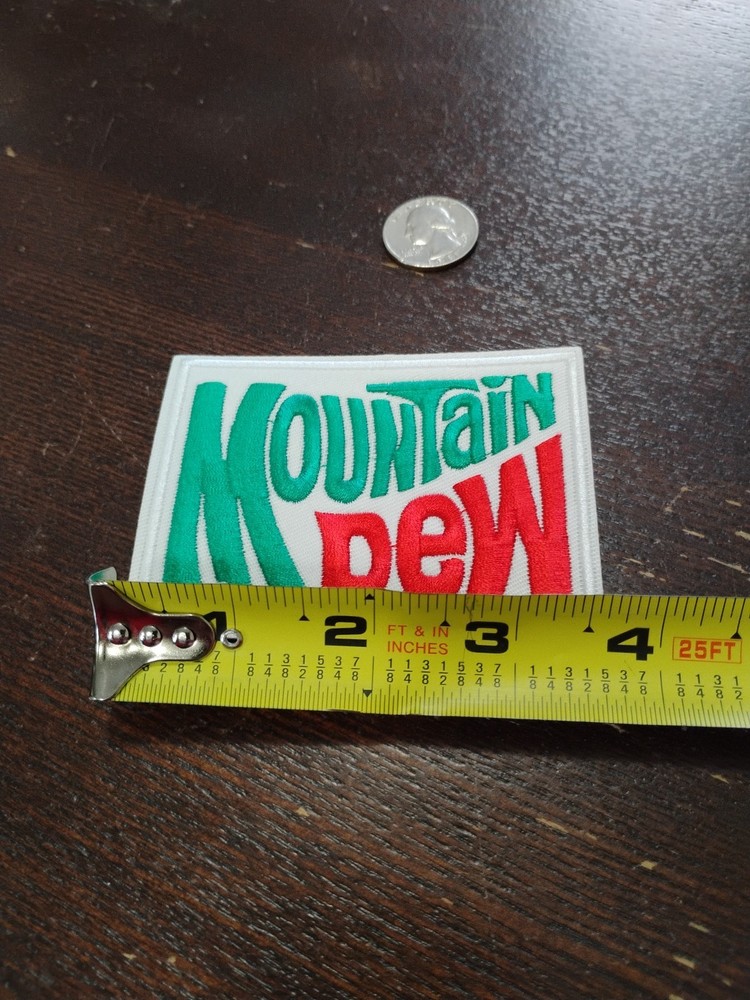 MOUNTAIN
DEW
1 2 FT & IN 3 4 25FT
INCHES